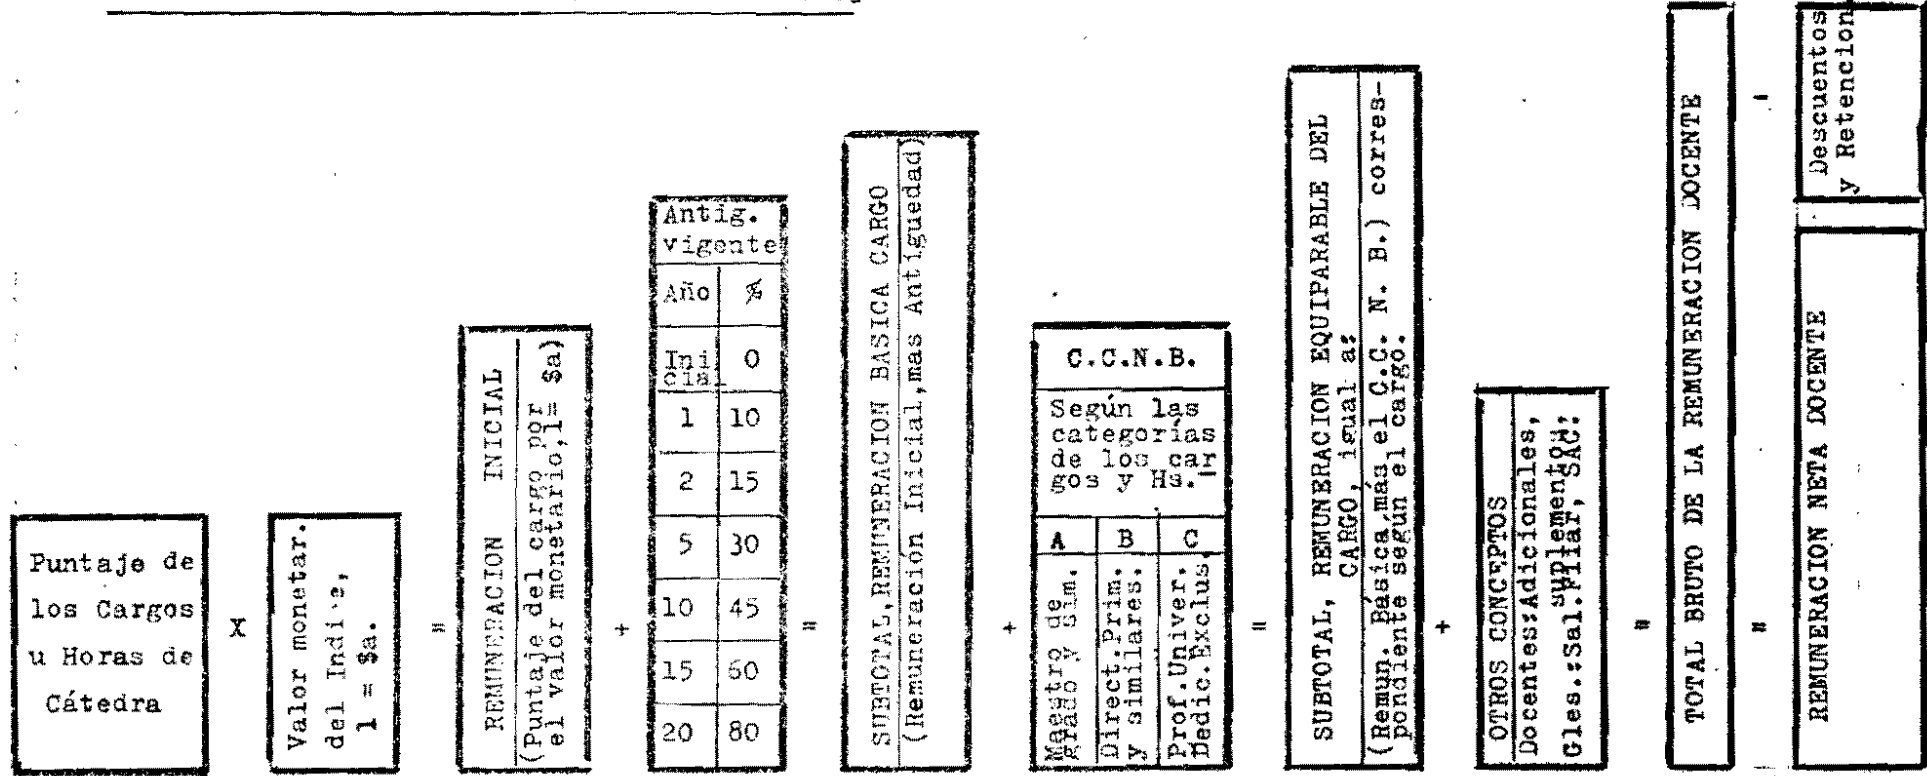 Puntaje de
los Cargos
u Horas de
Cátedra
X
Valor monetar.
del Indice,
1 = $a.
=
REMUNERACION INICIAL
(Puntaje del cargo por
el valor monetario,1= $a)
+
Antig.
vigente
Año %
Ini
cial 0
1 10
2 15
5 30
10 45
15 60
20 80
=
SUBTOTAL,REMUNERACION BASICA CARGO
(Remuneración Inicial,mas Antiguedad)
+
C.C.N.B.
Según las
categorías
de los car
gos y Hs.
A B C
Maestro de
grado y sim.
Direct.Prim.
y similares.
Prof.Univer.
Dedic.Exclus.
=
SUBTOTAL, REMUNERACION EQUIPARABLE DEL
CARGO, igual a:
(Remun. Básica,más el C.C. N. B.) corres-
pondiente según el cargo.
+
OTROS CONCEPTOS
Docentes:Adicionales,
suplementos,
Gles.:Sal.Fliar, SAC.
=
TOTAL BRUTO DE LA REMUNERACION DOCENTE
-
Descuentos
y Retencion
=
REMUNERACION NETA DOCENTE